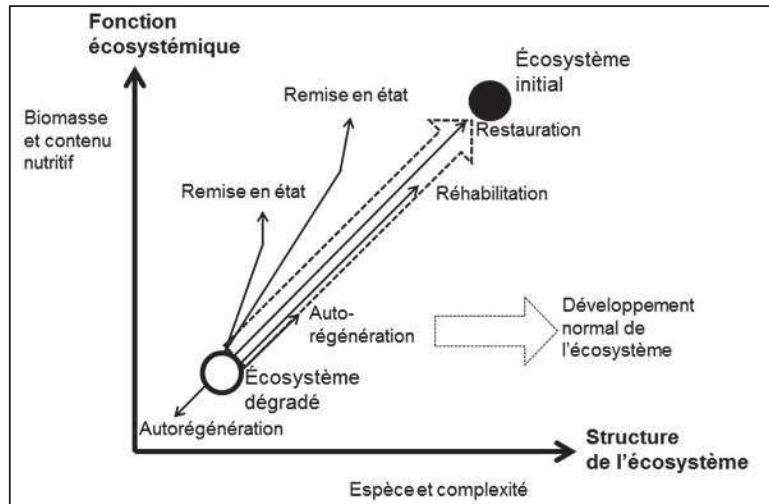 Fonction
écosystémique
Biomasse
et contenu
nutritif
Remise en état
Écosystème
initial
Restauration
Remise en état
Réhabilitation
Auto-
régénération
Développement
normal de
l'écosystème
Écosystème
dégradé
Autorégénération
Structure
de l'écosystème
Espèce et complexité